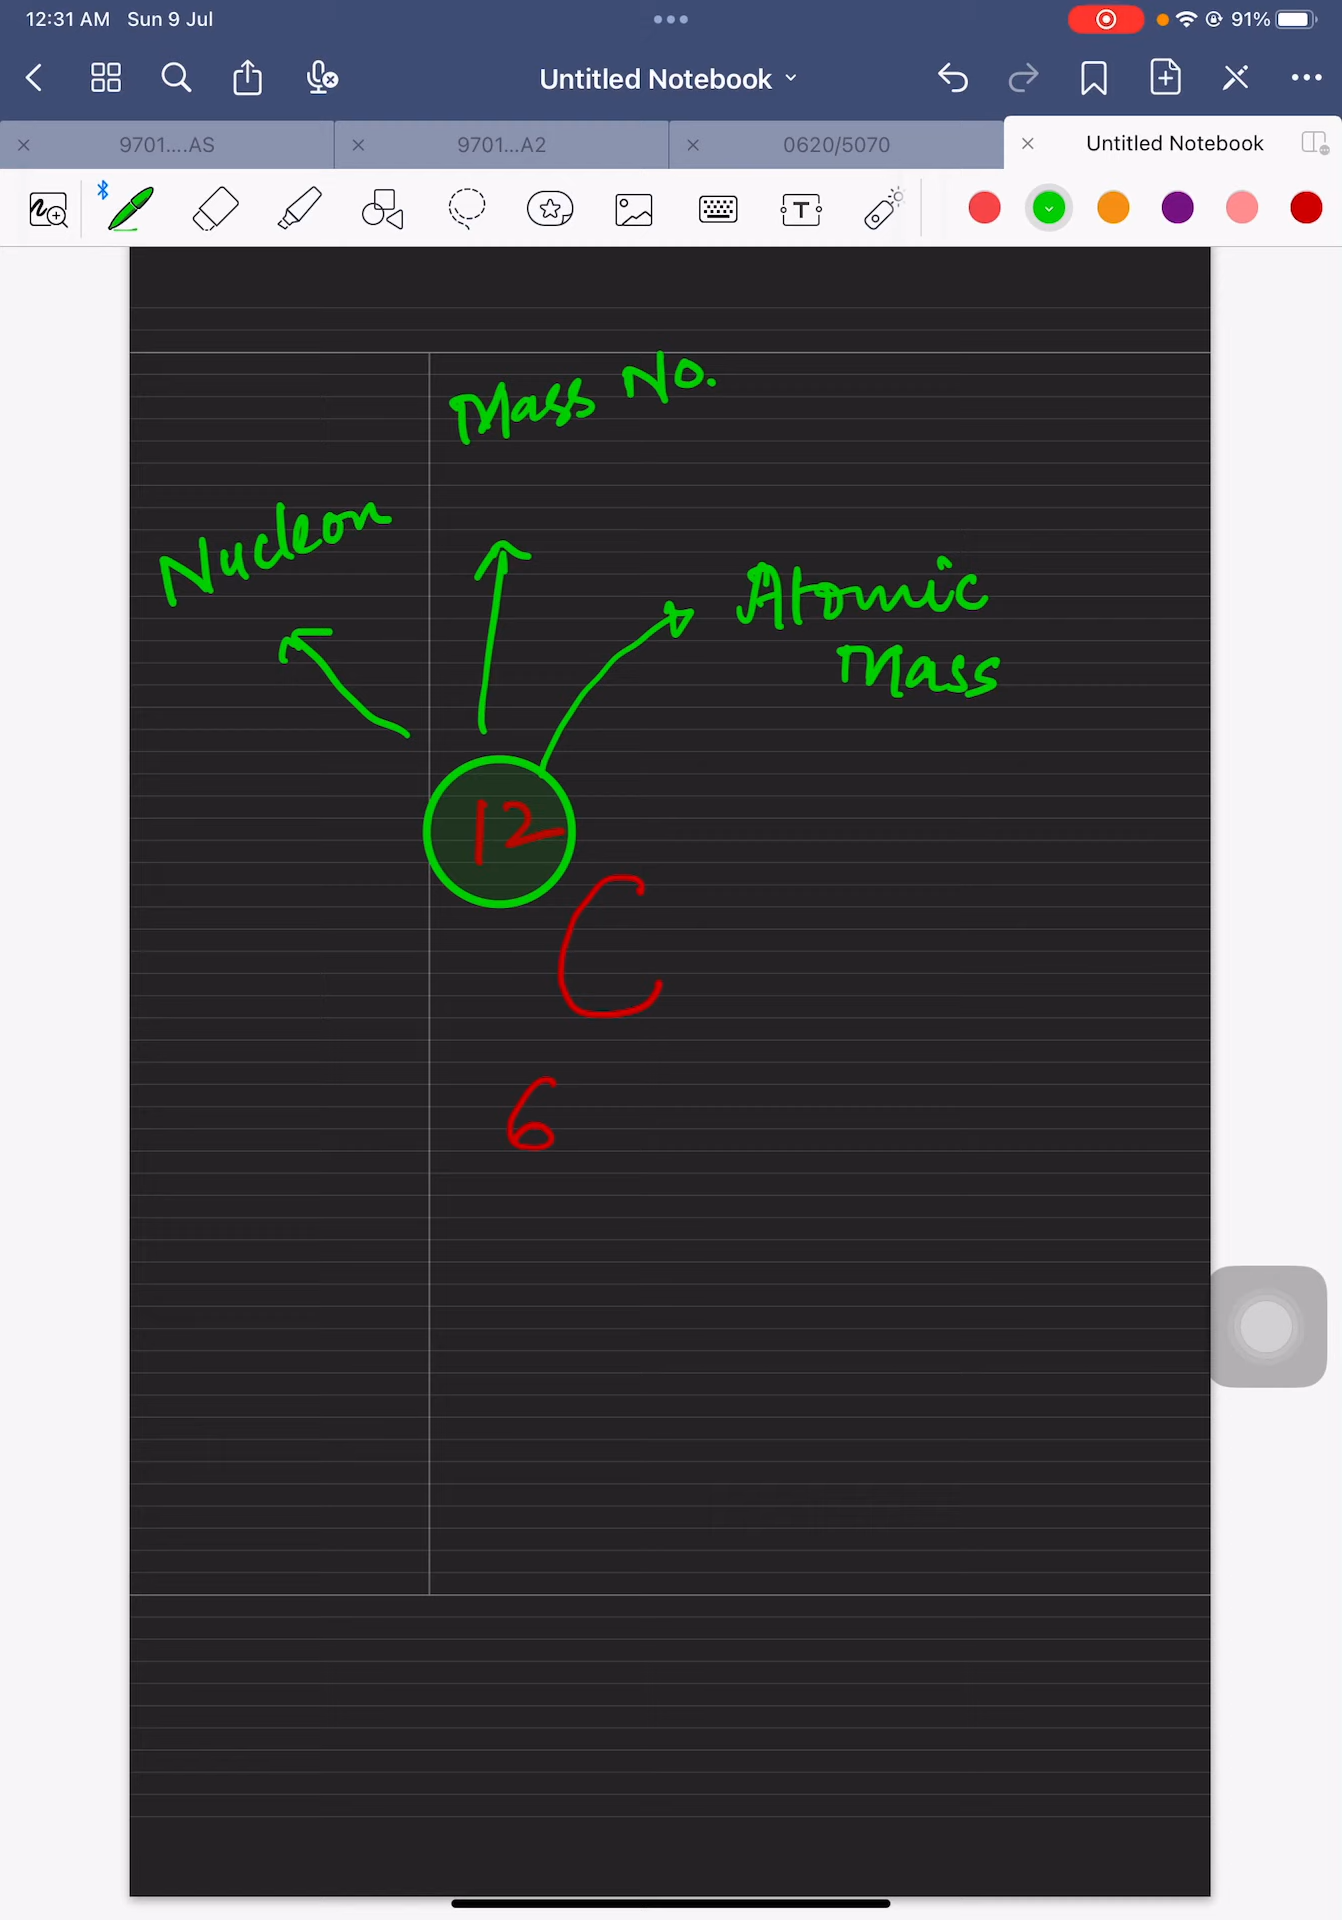 12:31 AM Sun 9 Jul
91%
Untitled Notebook
9701....AS
9701...A2
0620/5070
Untitled Notebook
T
Mass No.
Nucleon
Atomic
Mass
12
C
6